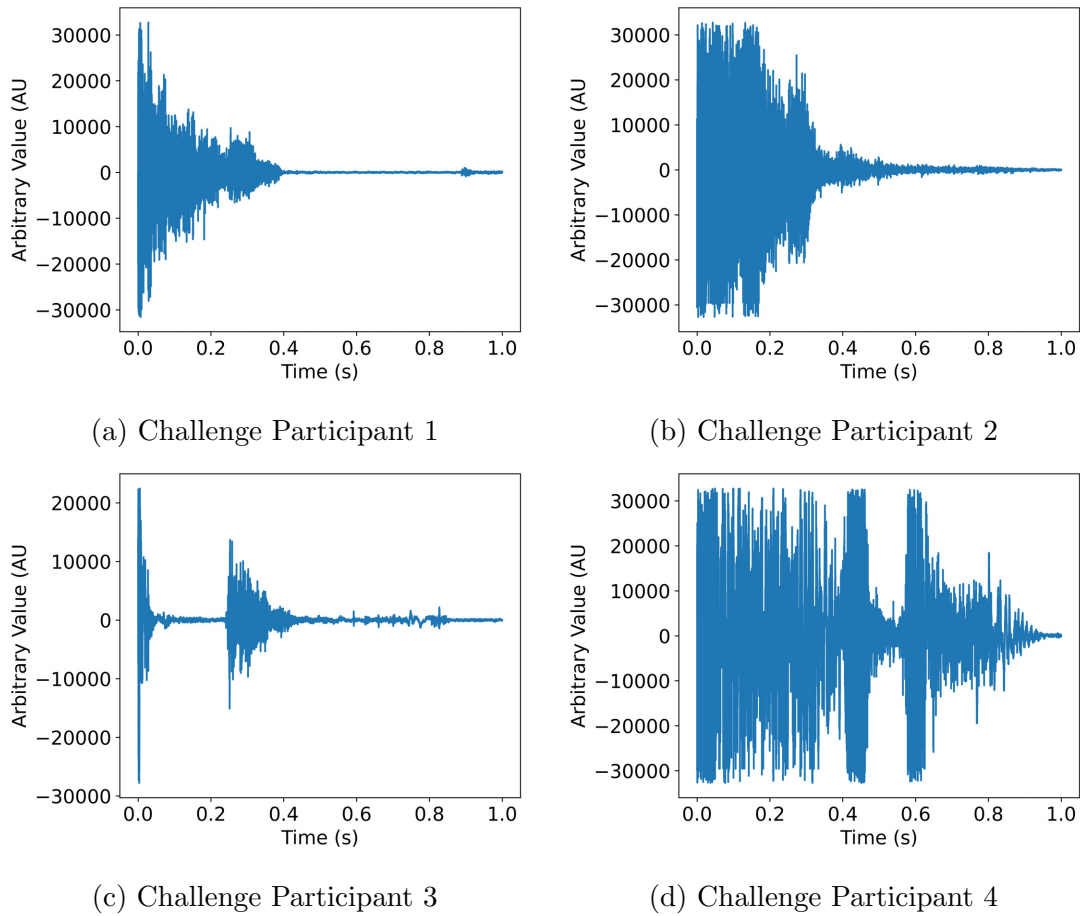 30000
20000
10000
0
−10000
−20000
−30000
Arbitrary Value (AU
0.0 0.2 0.4 0.6 0.8 1.0
Time (s)
(a) Challenge Participant 1
30000
20000
10000
0
−10000
−20000
−30000
Arbitrary Value (AU
0.0 0.2 0.4 0.6 0.8 1.0
Time (s)
(b) Challenge Participant 2
20000
10000
0
−10000
−20000
−30000
Arbitrary Value (AU
0.0 0.2 0.4 0.6 0.8 1.0
Time (s)
(c) Challenge Participant 3
30000
20000
10000
0
−10000
−20000
−30000
Arbitrary Value (AU
0.0 0.2 0.4 0.6 0.8 1.0
Time (s)
(d) Challenge Participant 4